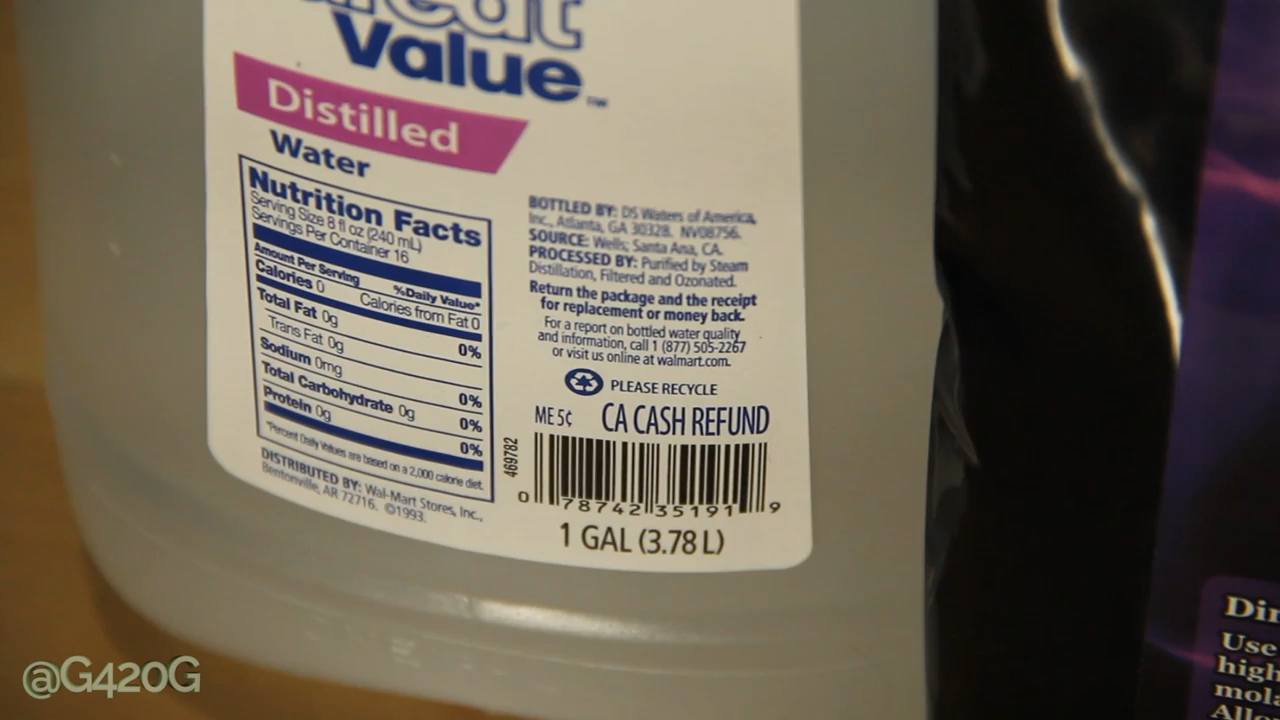 Great
Value™
Distilled
Water
Nutrition Facts
Serving Size 8 fl oz (240 mL)
Servings Per Container 16
Amount Per Serving
%Daily Value*
Calories 0 Calories from Fat 0
Total Fat 0g 0%
Trans Fat 0g
Sodium 0mg 0%
Total Carbohydrate 0g 0%
Protein 0g 0%
*Percent Daily Values are based on a 2,000 calorie diet.
DISTRIBUTED BY: Wal-Mart Stores, Inc.,
Bentonville, AR 72716. ©1993.
BOTTLED BY: DS Waters of America,
Inc., Atlanta, GA 30328. NV08756.
SOURCE: Wells; Santa Ana, CA.
PROCESSED BY: Purified by Steam
Distillation, Filtered and Ozonated.
Return the package and the receipt
for replacement or money back.
For a report on bottled water quality
and information, call 1 (877) 505-2267
or visit us online at walmart.com.
PLEASE RECYCLE
ME 5¢ CA CASH REFUND
469782
0 78742 35191 9
1 GAL (3.78 L)
Use
high
@G420G